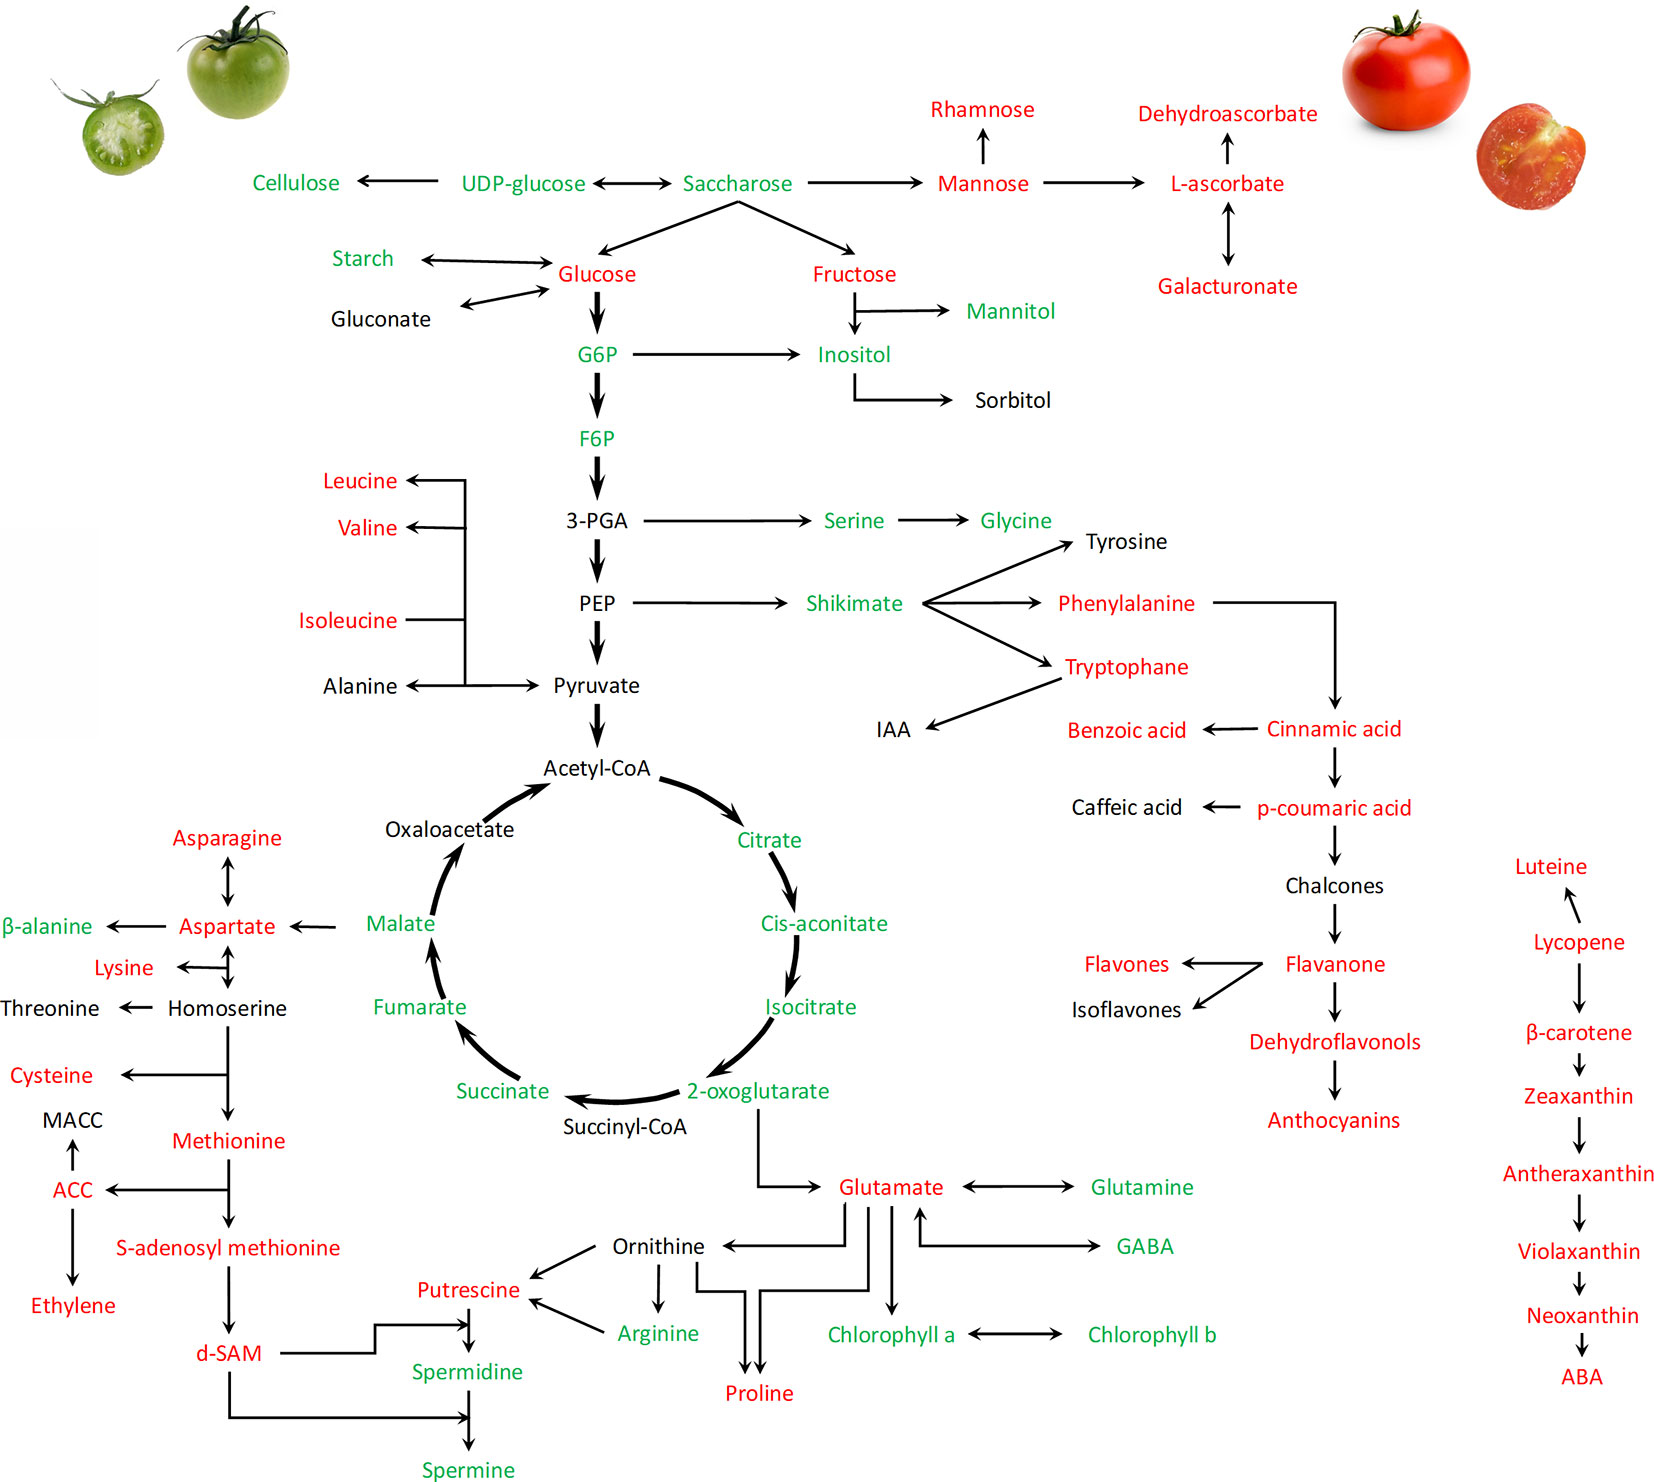 Rhamnose
Dehydroascorbate
Cellulose
UDP-glucose
Saccharose
Mannose
L-ascorbate
Starch
Glucose
Fructose
Galacturonate
Gluconate
Mannitol
G6P
Inositol
Sorbitol
F6P
Leucine
Valine
3-PGA
Serine
Glycine
Tyrosine
PEP
Shikimate
Phenylalanine
Isoleucine
Tryptophane
Alanine
Pyruvate
IAA
Benzoic acid
Cinnamic acid
Acetyl-CoA
Caffeic acid
p-coumaric acid
Oxaloacetate
Asparagine
Citrate
Luteine
Chalcones
β-alanine
Aspartate
Malate
Cis-aconitate
Lycopene
Lysine
Flavones
Flavanone
Threonine
Homoserine
Fumarate
Isocitrate
Isoflavones
β-carotene
Dehydroflavonols
Cysteine
Succinate
2-oxoglutarate
Zeaxanthin
MACC
Succinyl-CoA
Anthocyanins
Methionine
Antheraxanthin
ACC
Glutamate
Glutamine
S-adenosyl methionine
Ornithine
GABA
Violaxanthin
Putrescine
Ethylene
Neoxanthin
Arginine
Chlorophyll a
Chlorophyll b
d-SAM
Spermidine
ABA
Proline
Spermine